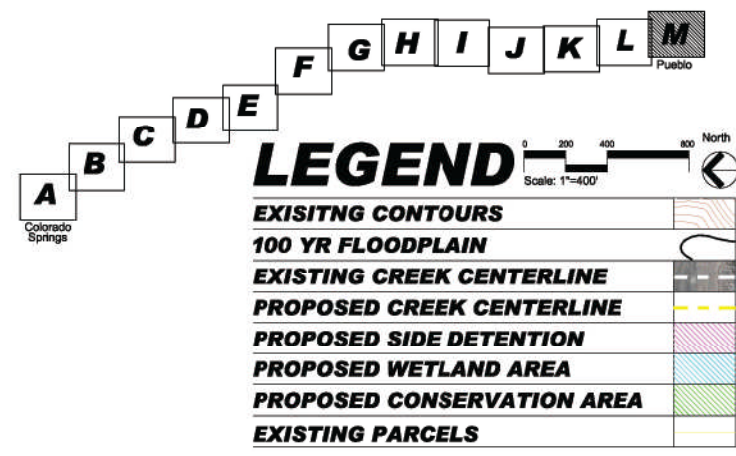 A
Colorado
Springs
B
C
D
E
F
G
H
I
J
K
L
M
Pueblo
LEGEND
0 200 400 800
Scale: 1"=400'
North
EXISITNG CONTOURS
100 YR FLOODPLAIN
EXISTING CREEK CENTERLINE
PROPOSED CREEK CENTERLINE
PROPOSED SIDE DETENTION
PROPOSED WETLAND AREA
PROPOSED CONSERVATION AREA
EXISTING PARCELS